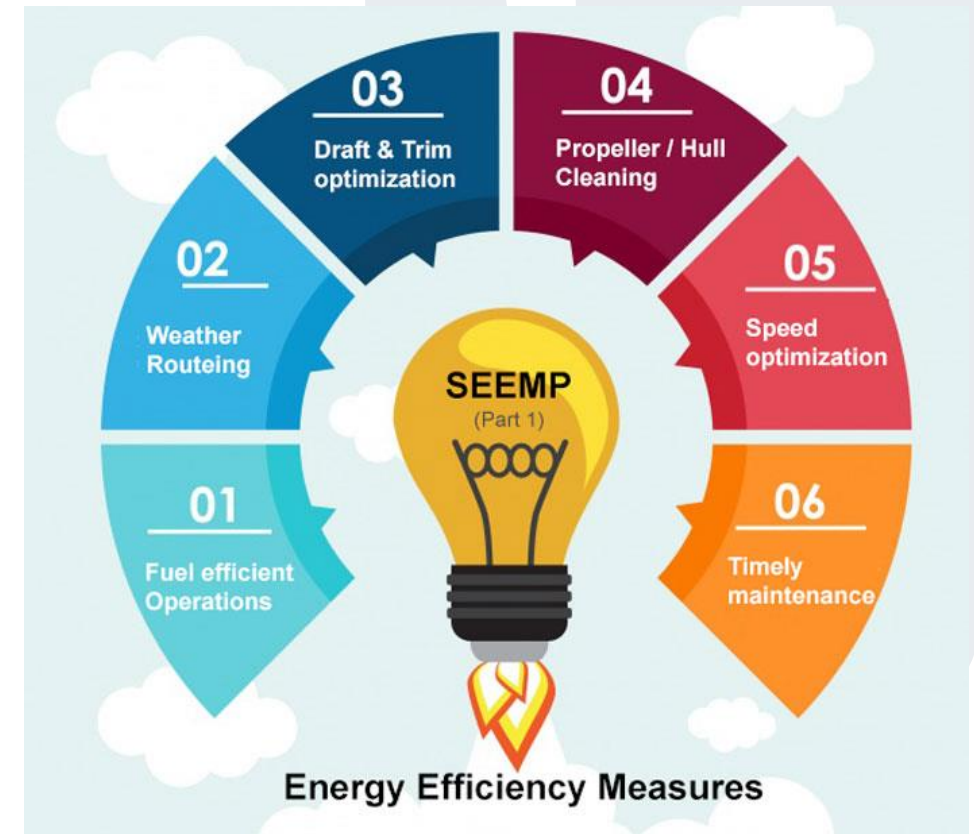 01
Fuel efficient
Operations
02
Weather
Routeing
03
Draft & Trim
optimization
04
Propeller / Hull
Cleaning
05
Speed
optimization
06
Timely
maintenance
SEEMP
(Part 1)
Energy Efficiency Measures